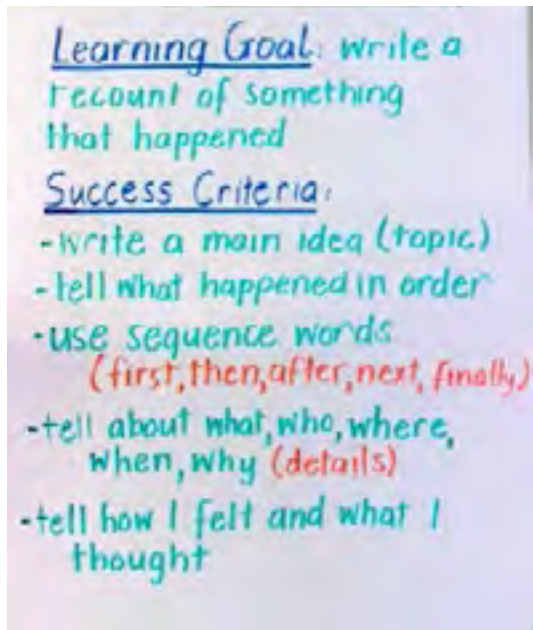 Learning Goal: write a
recount of something
that happened
Success Criteria:
-write a main idea (topic)
-tell what happened in order
-use sequence words
(first, then, after, next, finally)
-tell about what, who, where,
when, why (details)
-tell how I felt and what I
thought